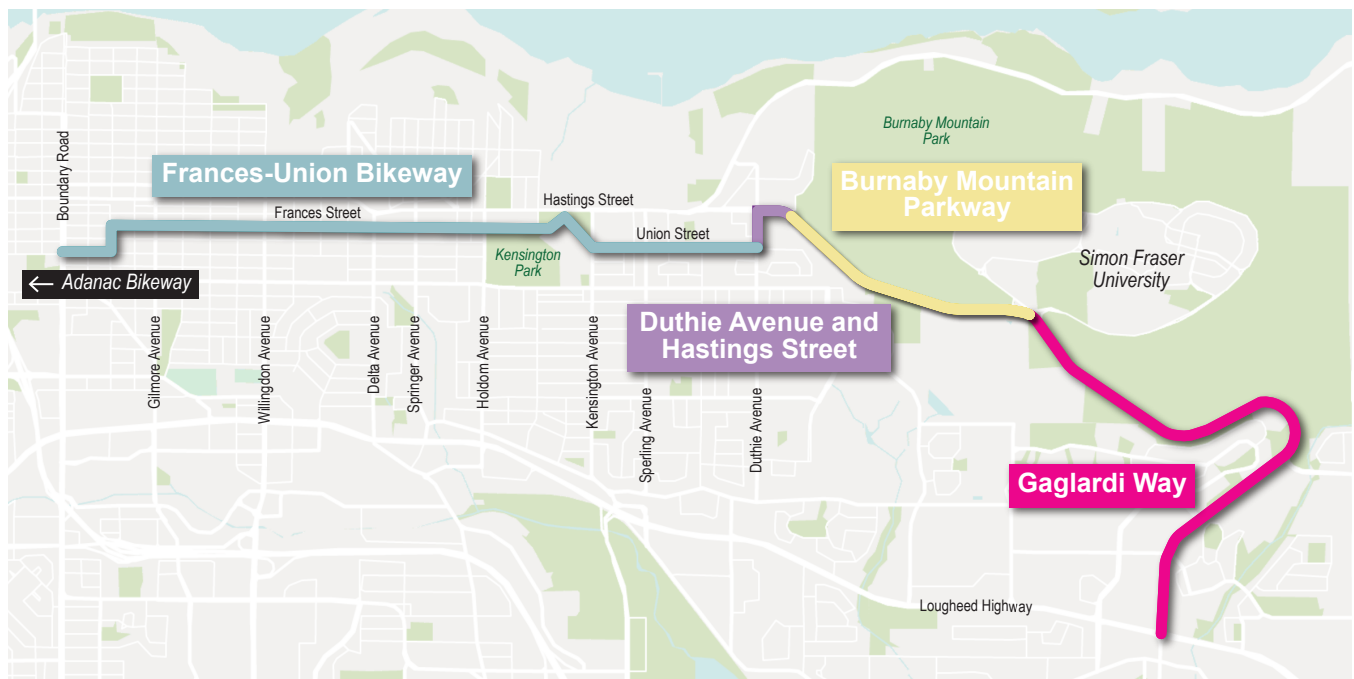 Burnaby Mountain
Park
Boundary Road
Frances-Union Bikeway
Burnaby Mountain
Parkway
Hastings Street
Frances Street
Union Street
Kensington
Park
Simon Fraser
University
← Adanac Bikeway
Duthie Avenue and
Hastings Street
Gilmore Avenue
Willingdon Avenue
Delta Avenue
Springer Avenue
Holdom Avenue
Kensington Avenue
Sperling Avenue
Duthie Avenue
Gaglardi Way
Lougheed Highway